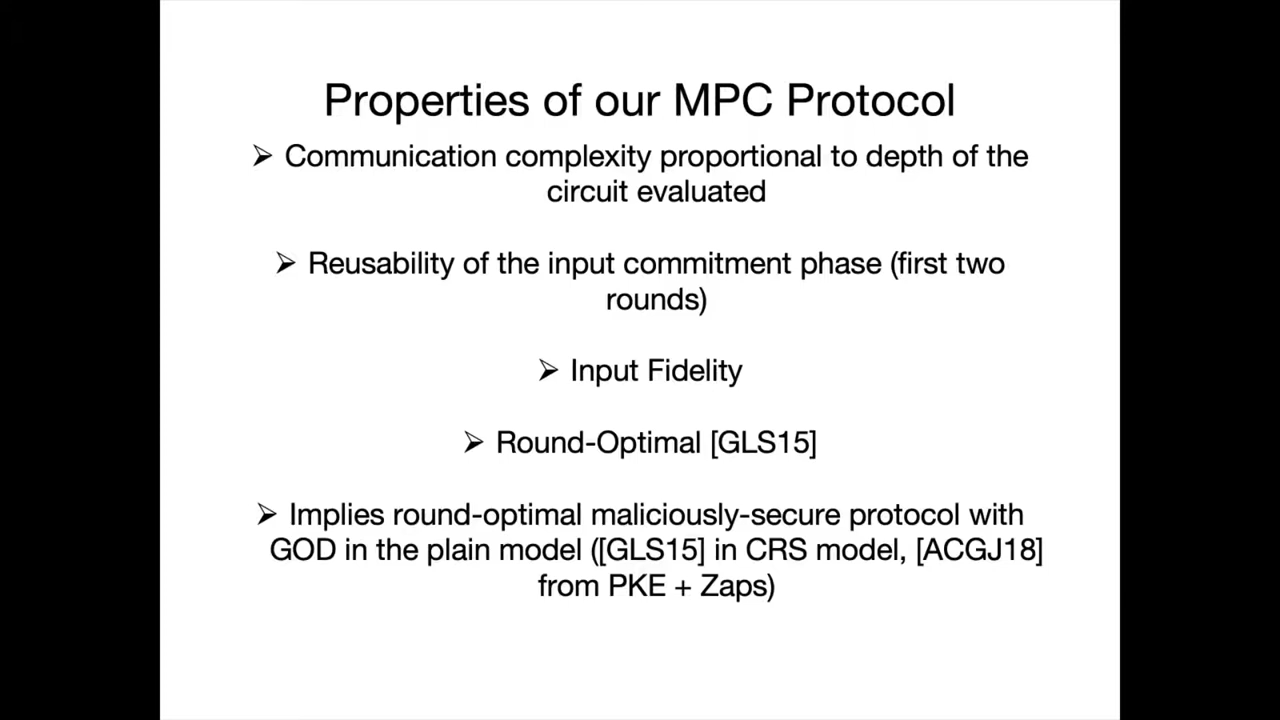 Properties of our MPC Protocol
➢ Communication complexity proportional to depth of the
circuit evaluated
➢ Reusability of the input commitment phase (first two
rounds)
➢ Input Fidelity
➢ Round-Optimal [GLS15]
➢ Implies round-optimal maliciously-secure protocol with
GOD in the plain model ([GLS15] in CRS model, [ACGJ18]
from PKE + Zaps)